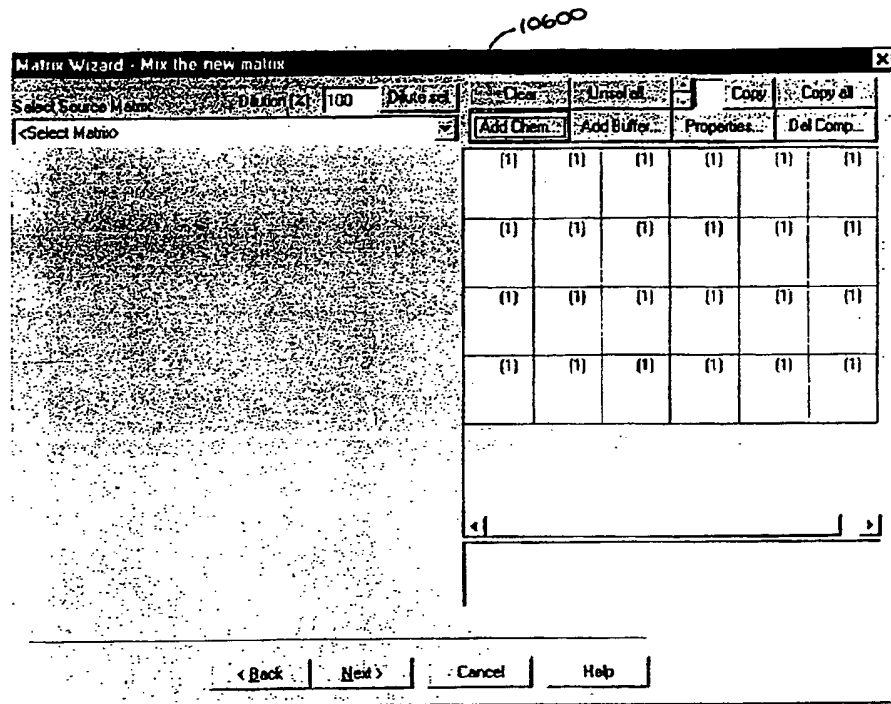 10600
Matrix Wizard - Mix the new matrix
Select Source Matrix Dilution (%) 100 Dilute sel Clear Unsel all Copy Copy all
<Select Matrix> Add Chem... Add Buffer... Properties... Del Comp...
(1) (1) (1) (1) (1) (1)
(1) (1) (1) (1) (1) (1)
(1) (1) (1) (1) (1) (1)
(1) (1) (1) (1) (1) (1)
< Back Next > Cancel Help